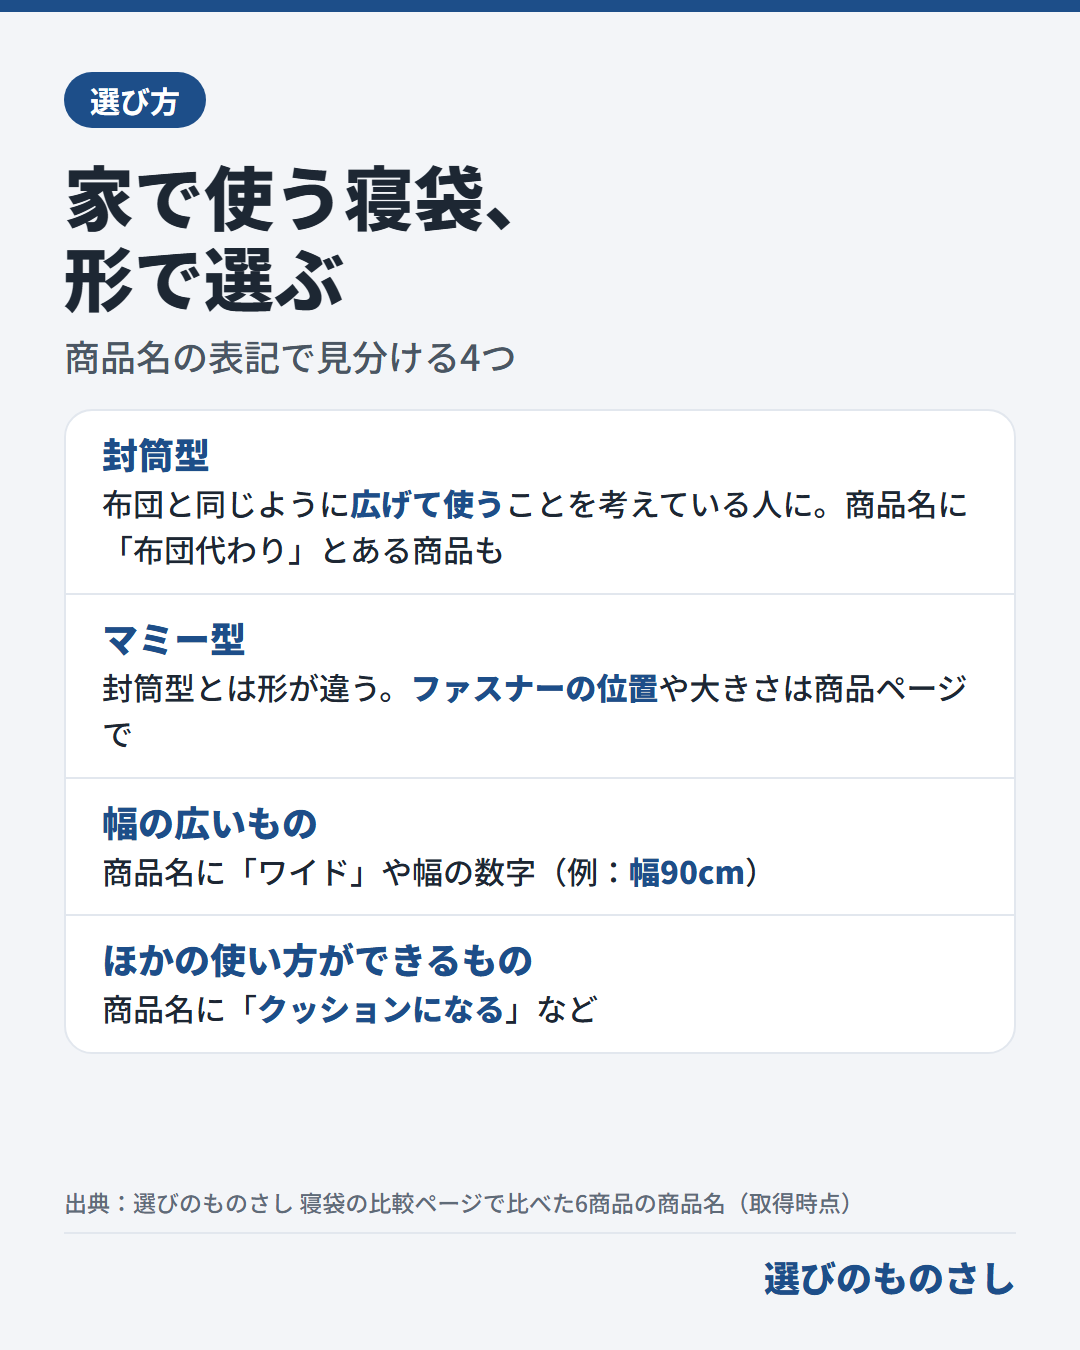 選び方
家で使う寝袋、
形で選ぶ
商品名の表記で見分ける4つ
封筒型
布団と同じように広げて使うことを考えている人に。商品名に
「布団代わり」とある商品も
マミー型
封筒型とは形が違う。ファスナーの位置や大きさは商品ページ
で
幅の広いもの
商品名に「ワイド」や幅の数字（例：幅90cm）
ほかの使い方ができるもの
商品名に「クッションになる」など
出典：選びのものさし 寝袋の比較ページで比べた6商品の商品名（取得時点）
選びのものさし